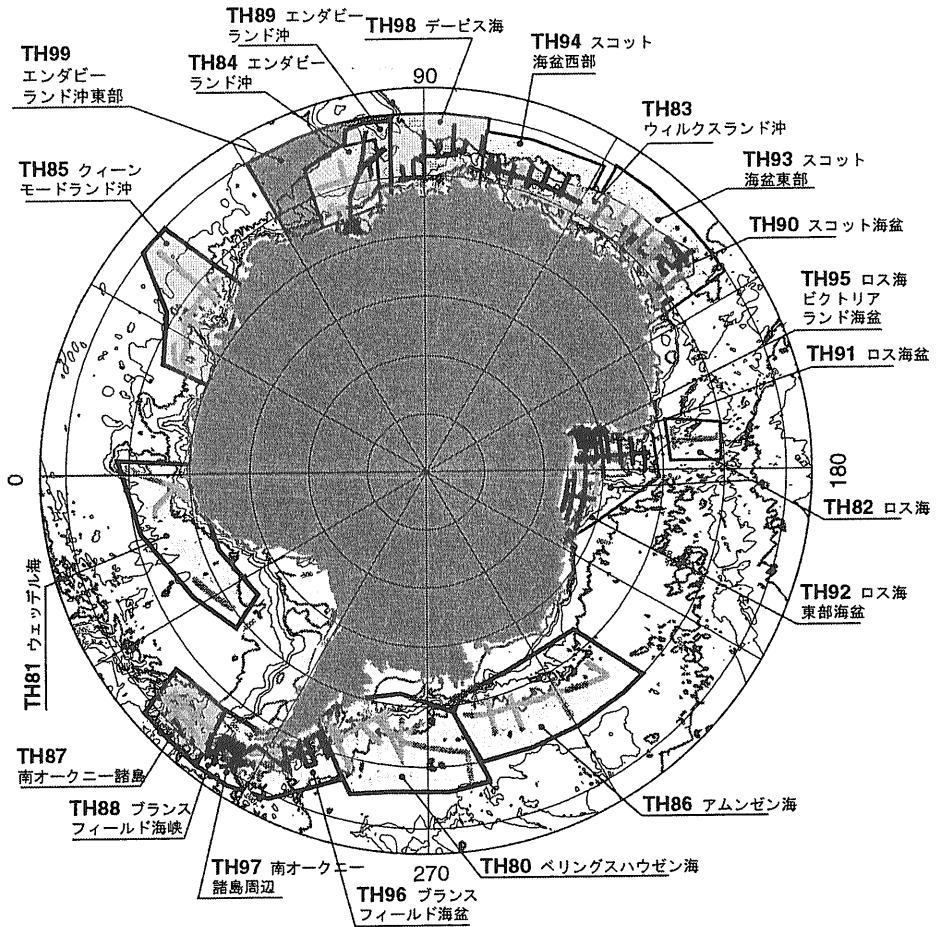 TH89 エンダビー
ランド沖
TH98 デービス海
TH94 スコット
海盆西部
TH99
エンダビー
ランド沖東部
TH84 エンダビー
ランド沖
90
TH83
ウィルクスランド沖
TH93 スコット
海盆東部
TH85 クィーン
モードランド沖
TH90 スコット海盆
TH95 ロス海
ビクトリア
ランド海盆
TH91 ロス海盆
0
180
TH82 ロス海
TH92 ロス海
東部海盆
TH81 ウェッデル海
TH87
南オークニー諸島
TH88 ブランス
フィールド海峡
TH86 アムンゼン海
TH97 南オークニー
諸島周辺
270
TH80 ベリングスハウゼン海
TH96 ブランス
フィールド海盆